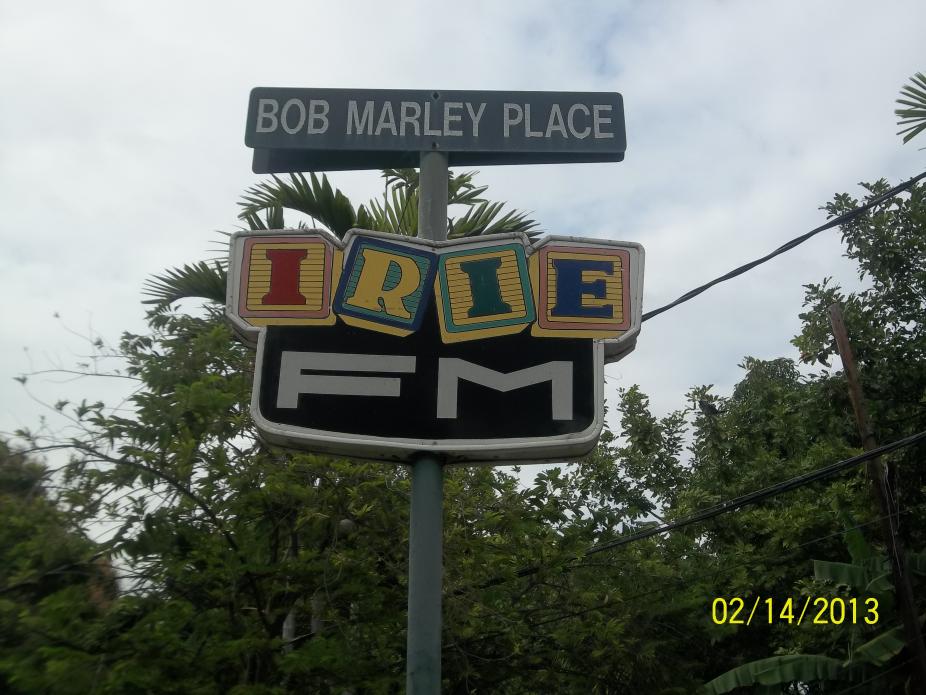 BOB MARLEY PLACE
IRIE
FM
02/14/2013